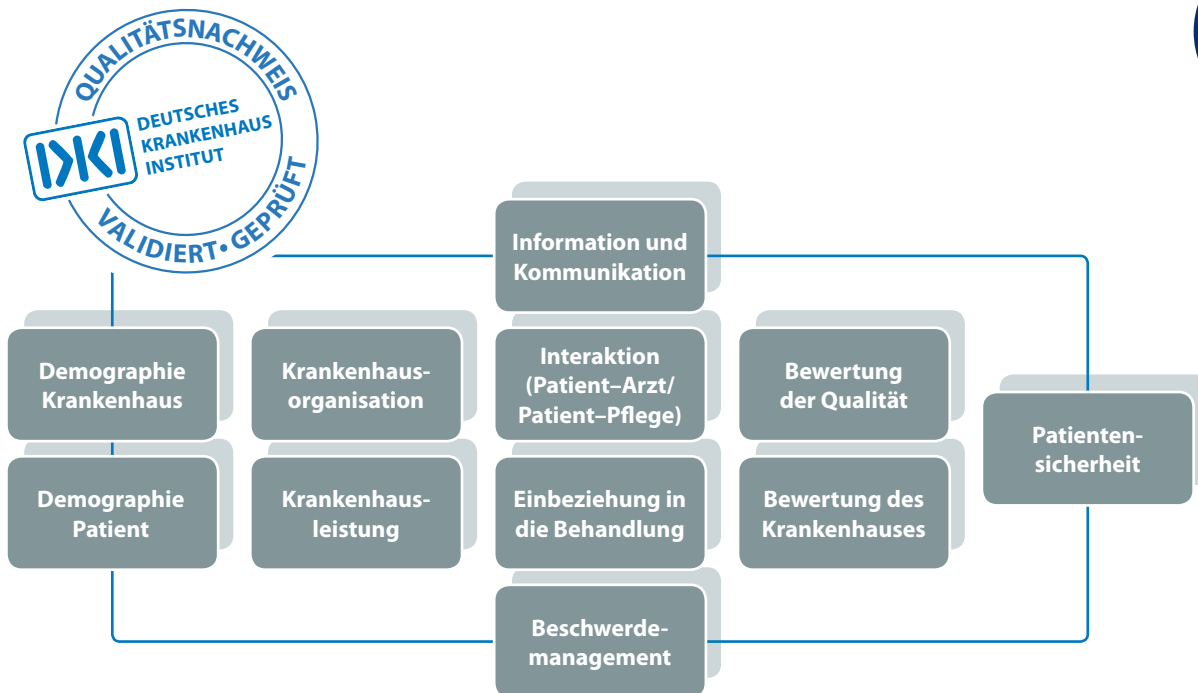 QUALITÄTSNACHWEIS
DKI
DEUTSCHES
KRANKENHAUS
INSTITUT
VALIDIERT • GEPRÜFT
Information und
Kommunikation
Demographie
Krankenhaus
Krankenhaus-
organisation
Interaktion
(Patient–Arzt/
Patient–Pflege)
Bewertung
der Qualität
Patienten-
sicherheit
Demographie
Patient
Krankenhaus-
leistung
Einbeziehung in
die Behandlung
Bewertung des
Krankenhauses
Beschwerde-
management